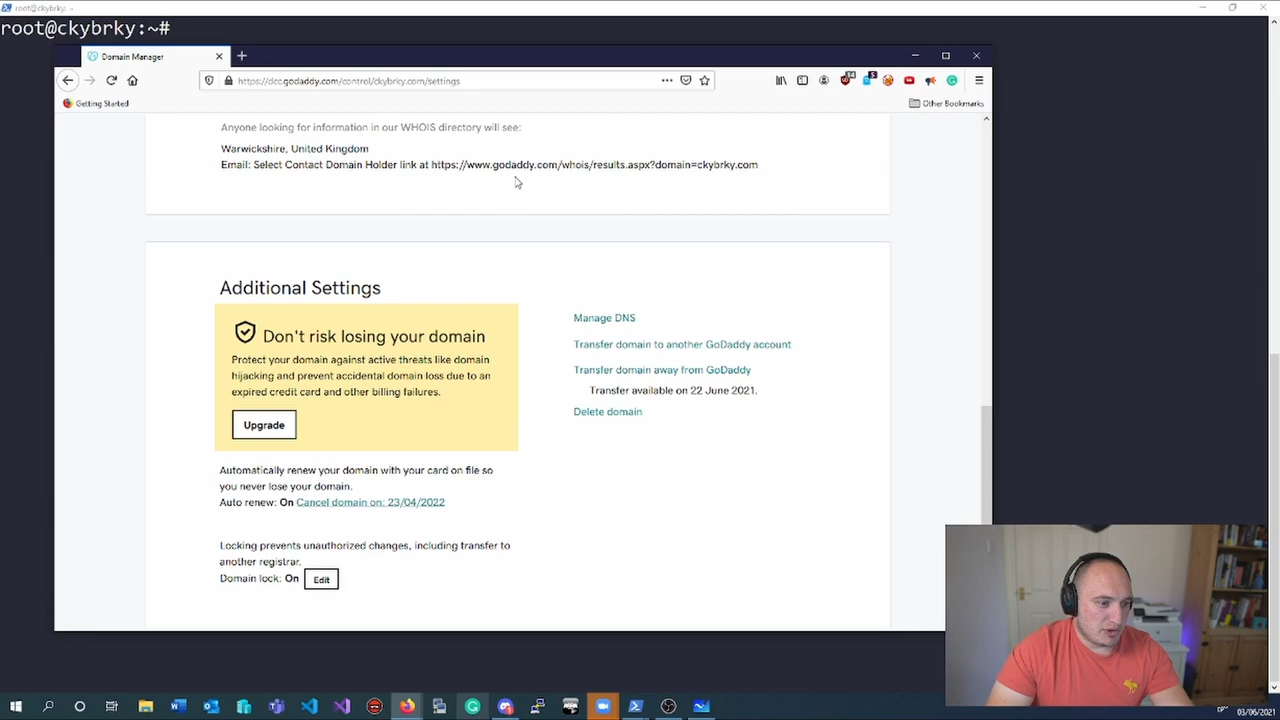 root@ckybrky: ~
root@ckybrky:~#
Domain Manager
https://dcc.godaddy.com/control/ckybrky.com/settings
Getting Started
Other Bookmarks
Anyone looking for information in our WHOIS directory will see:
Warwickshire, United Kingdom
Email: Select Contact Domain Holder link at https://www.godaddy.com/whois/results.aspx?domain=ckybrky.com
Additional Settings
Don't risk losing your domain
Protect your domain against active threats like domain
hijacking and prevent accidental domain loss due to an
expired credit card and other billing failures.
Upgrade
Manage DNS
Transfer domain to another GoDaddy account
Transfer domain away from GoDaddy
Transfer available on 22 June 2021.
Delete domain
Automatically renew your domain with your card on file so
you never lose your domain.
Auto renew: On Cancel domain on: 23/04/2022
Locking prevents unauthorized changes, including transfer to
another registrar.
Domain lock: On Edit
03/06/2021